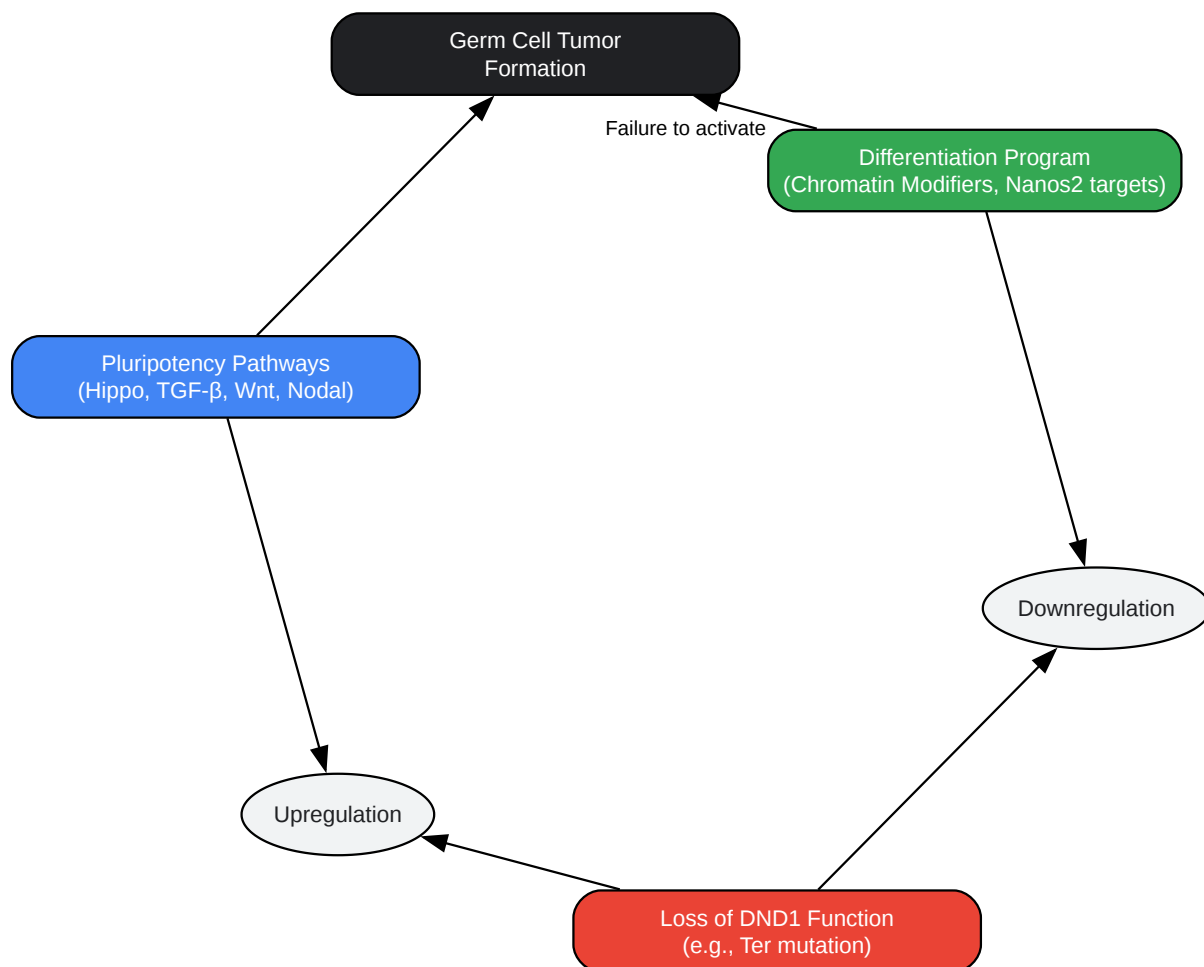 Germ Cell Tumor
Formation
Failure to activate
Differentiation Program
(Chromatin Modifiers, Nanos2 targets)
Pluripotency Pathways
(Hippo, TGF-β, Wnt, Nodal)
Downregulation
Upregulation
Loss of DND1 Function
(e.g., Ter mutation)